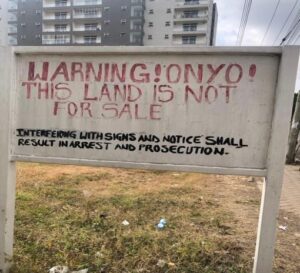 WARNING! ONYO!
THIS LAND IS NOT
FOR SALE
INTERFERING WITH SIGNS AND NOTICE SHALL
RESULT IN ARREST AND PROSECUTION.